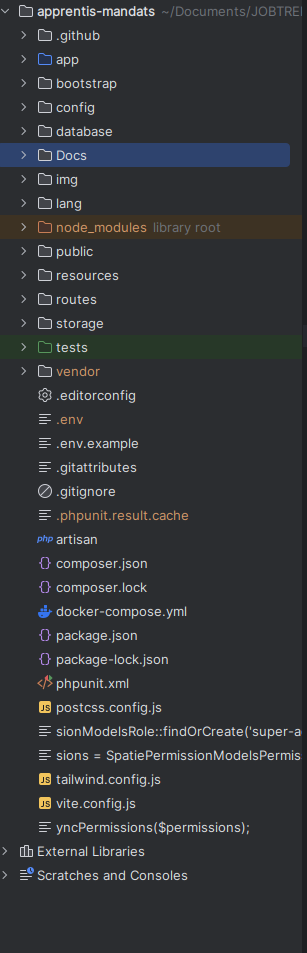 apprentis-mandats ~/Documents/JOBTRE
.github
app
bootstrap
config
database
Docs
img
lang
node_modules library root
public
resources
routes
storage
tests
vendor
.editorconfig
.env
.env.example
.gitattributes
.gitignore
.phpunit.result.cache
php artisan
composer.json
composer.lock
docker-compose.yml
package.json
package-lock.json
phpunit.xml
JS postcss.config.js
sionModelsRole::findOrCreate('super-a
sions = SpatiePermissionModelsPermis
JS tailwind.config.js
JS vite.config.js
yncPermissions($permissions);
External Libraries
Scratches and Consoles